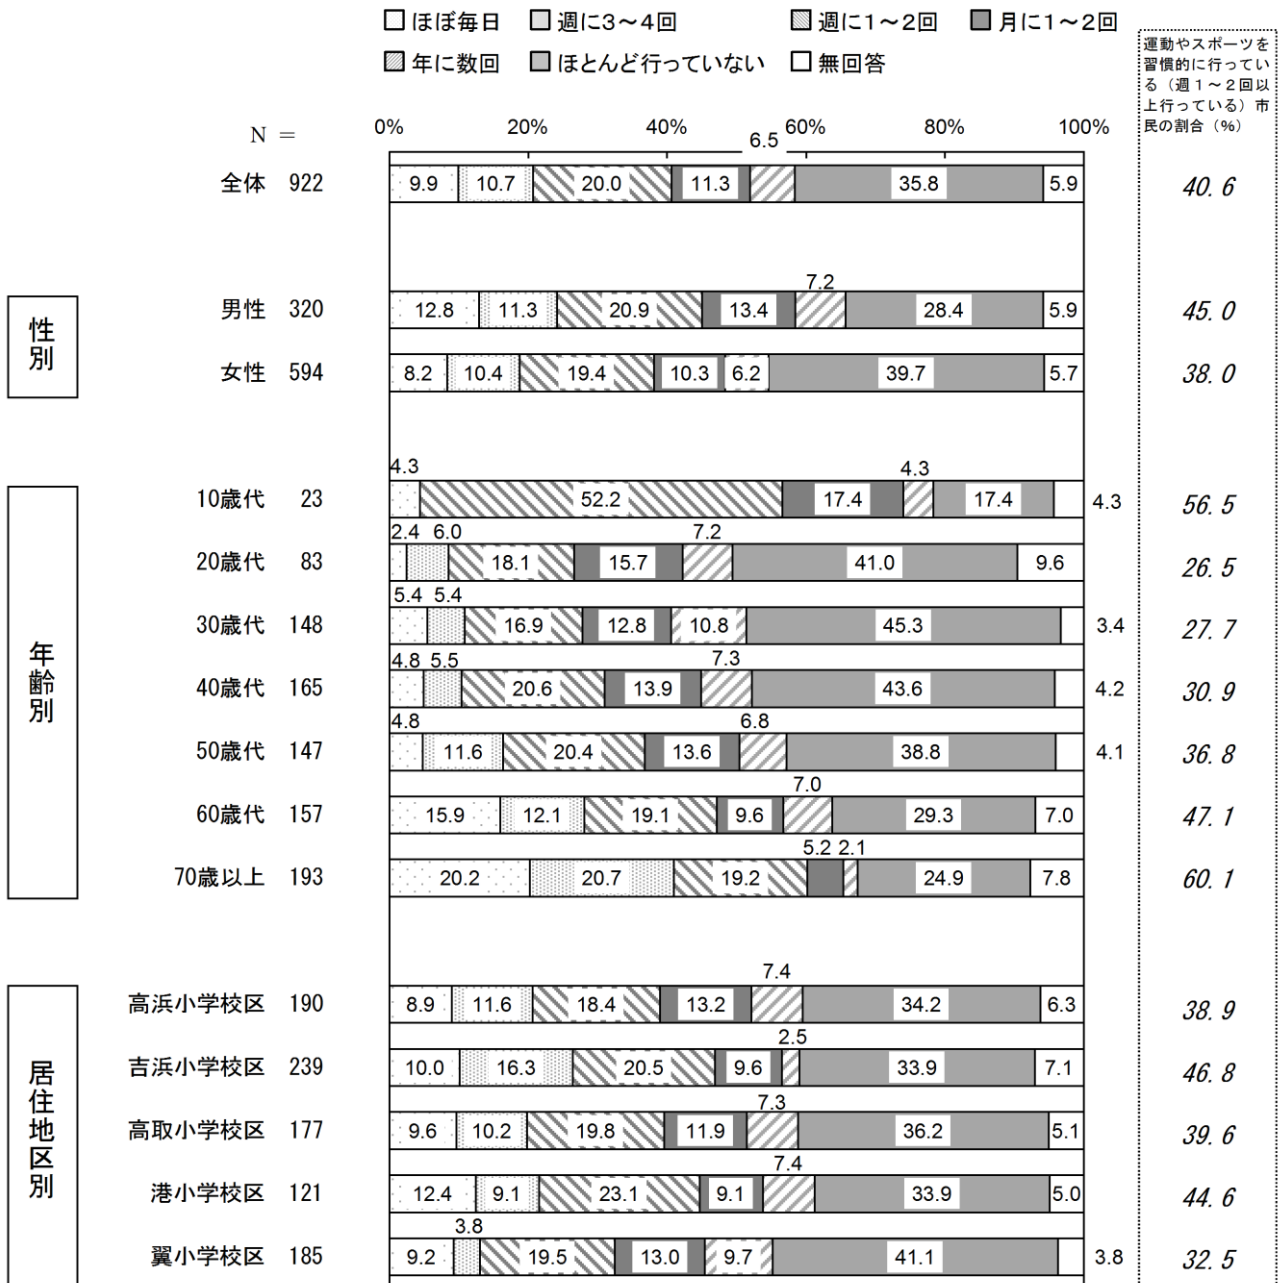 ほぼ毎日 週に3～4回 週に1～2回 月に1～2回
年に数回 ほとんど行っていない 無回答
運動やスポーツを
習慣的に行ってい
る（週1～2回以
上行っている）市
民の割合（%）
N = 0% 20% 40% 60% 80% 100%
6.5
全体 922 9.9 10.7 20.0 11.3 35.8 5.9 40.6
性別
7.2
男性 320 12.8 11.3 20.9 13.4 28.4 5.9 45.0
女性 594 8.2 10.4 19.4 10.3 6.2 39.7 5.7 38.0
年齢別
4.3 4.3
10歳代 23 52.2 17.4 17.4 4.3 56.5
2.4 6.0 7.2
20歳代 83 18.1 15.7 41.0 9.6 26.5
5.4 5.4
30歳代 148 16.9 12.8 10.8 45.3 3.4 27.7
4.8 5.5 7.3
40歳代 165 20.6 13.9 43.6 4.2 30.9
4.8 6.8
50歳代 147 11.6 20.4 13.6 38.8 4.1 36.8
7.0
60歳代 157 15.9 12.1 19.1 9.6 29.3 7.0 47.1
5.2 2.1
70歳以上 193 20.2 20.7 19.2 24.9 7.8 60.1
居住地区別
7.4
高浜小学校区 190 8.9 11.6 18.4 13.2 34.2 6.3 38.9
2.5
吉浜小学校区 239 10.0 16.3 20.5 9.6 33.9 7.1 46.8
7.3
高取小学校区 177 9.6 10.2 19.8 11.9 36.2 5.1 39.6
7.4
港小学校区 121 12.4 9.1 23.1 9.1 33.9 5.0 44.6
3.8
翼小学校区 185 9.2 19.5 13.0 9.7 41.1 3.8 32.5